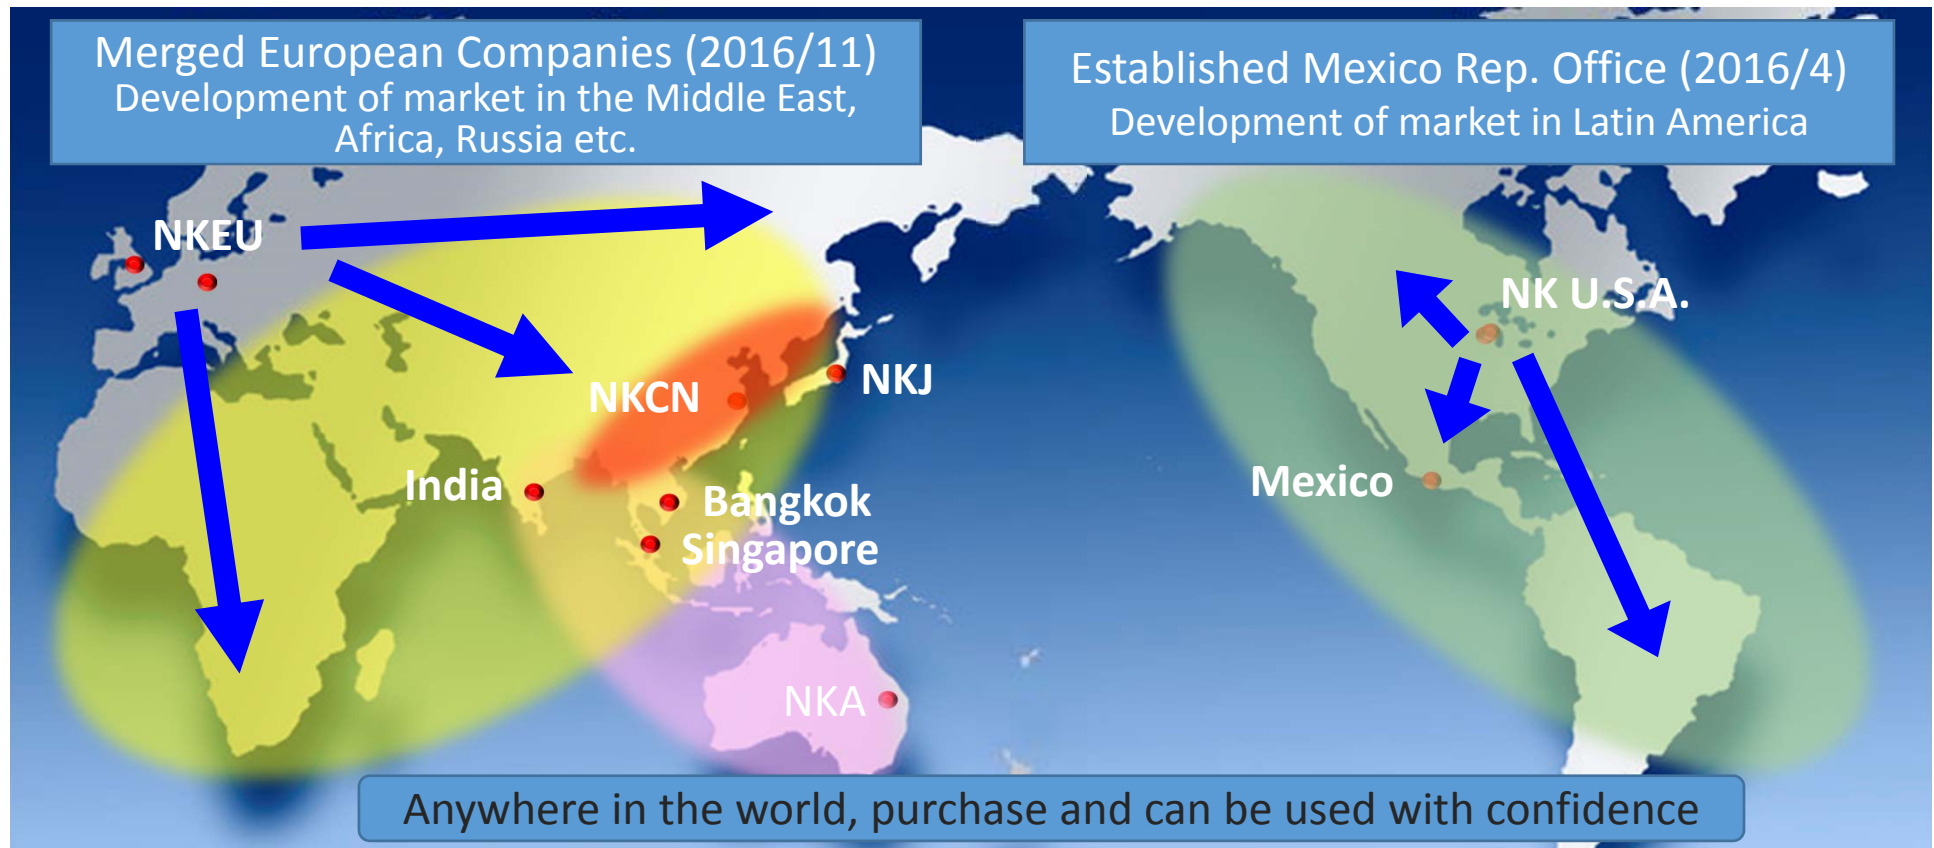 Merged European Companies (2016/11)
Development of market in the Middle East,
Africa, Russia etc.
Established Mexico Rep. Office (2016/4)
Development of market in Latin America
NKEU
NK U.S.A.
NKCN
NKJ
India
Bangkok
Singapore
Mexico
NKA
Anywhere in the world, purchase and can be used with confidence